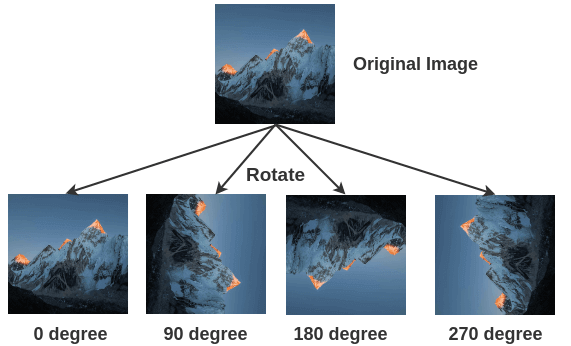 Original Image
Rotate
0 degree
90 degree
180 degree
270 degree